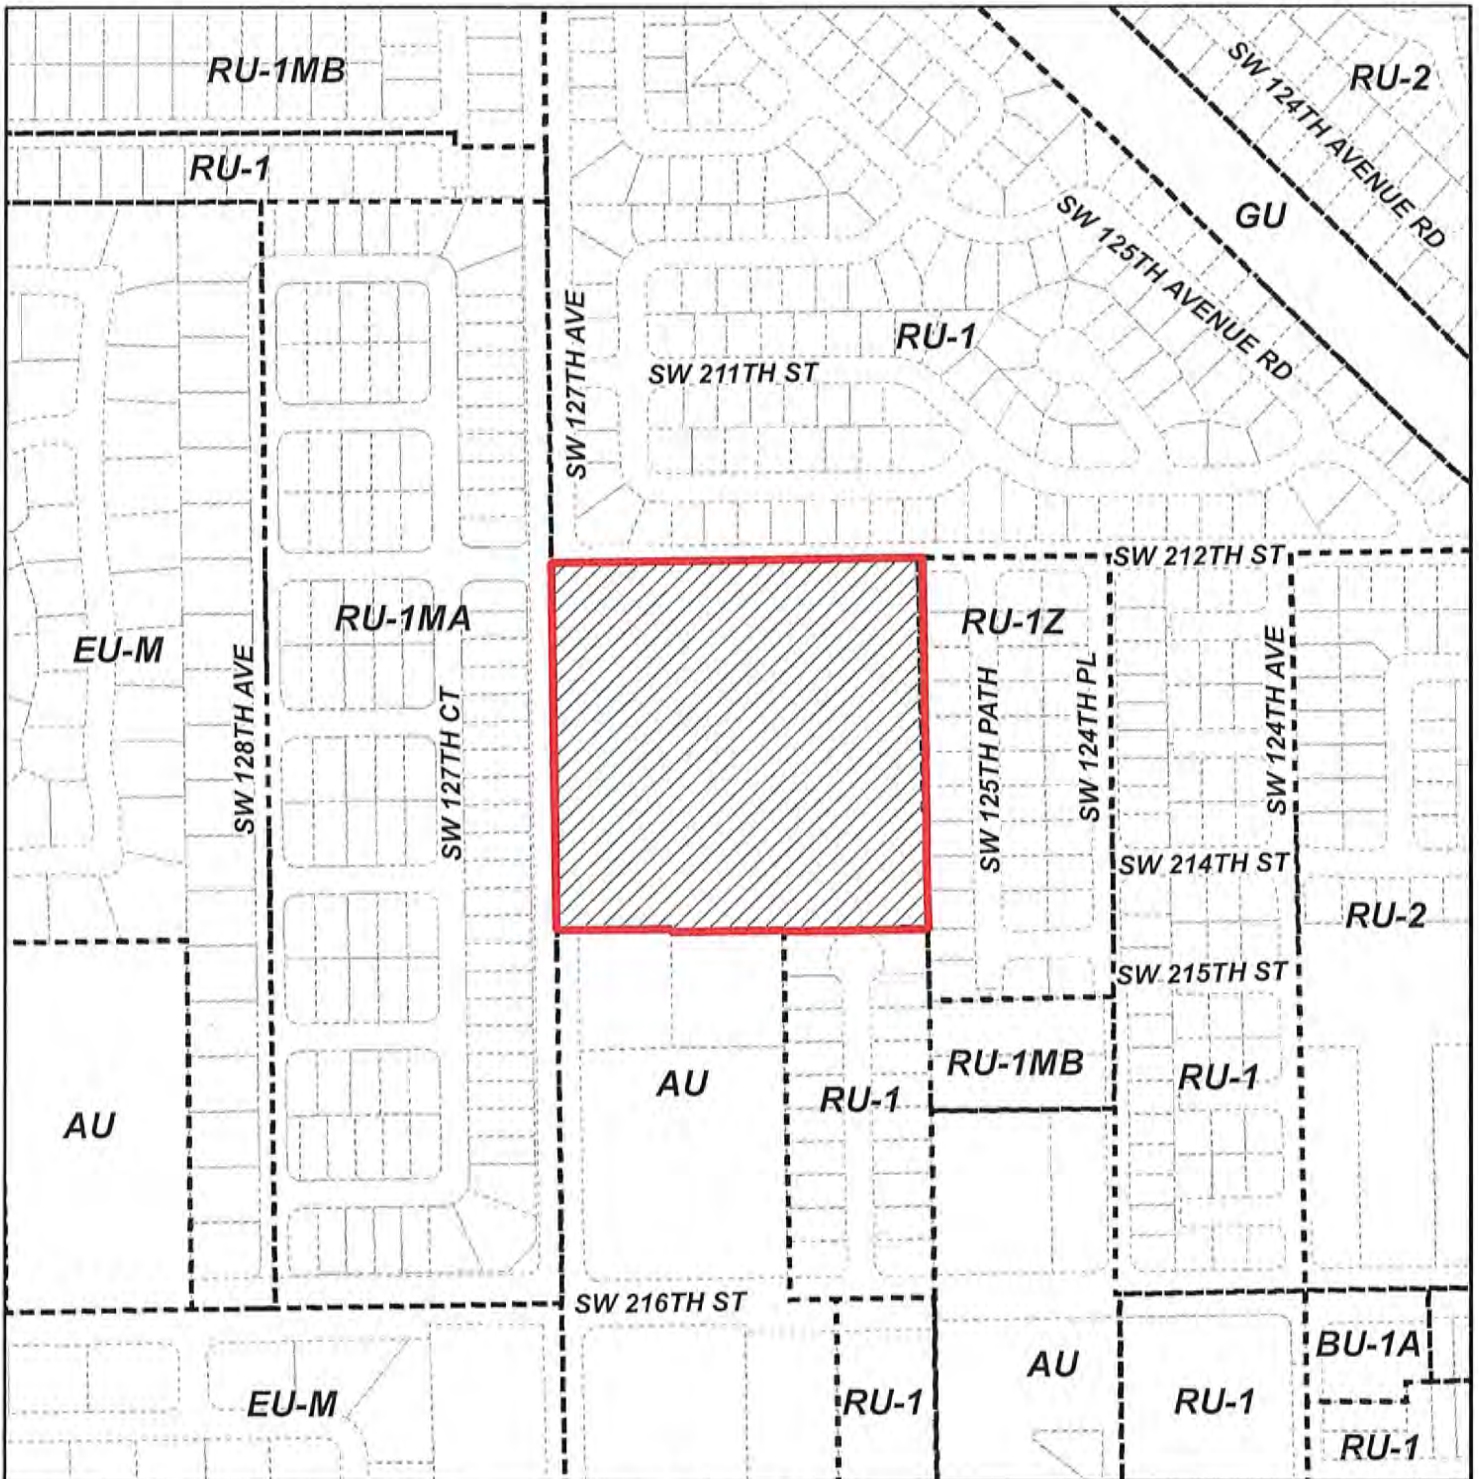 RU-1MB
RU-2
SW 124TH AVENUE RD
RU-1
GU
SW 125TH AVENUE RD
SW 127TH AVE
RU-1
SW 211TH ST
SW 212TH ST
RU-1MA
RU-1Z
EU-M
SW 128TH AVE
SW 127TH CT
SW 125TH PATH
SW 124TH PL
SW 124TH AVE
SW 214TH ST
RU-2
SW 215TH ST
RU-1MB
RU-1
AU
RU-1
AU
SW 216TH ST
BU-1A
AU
EU-M
RU-1
RU-1
RU-1